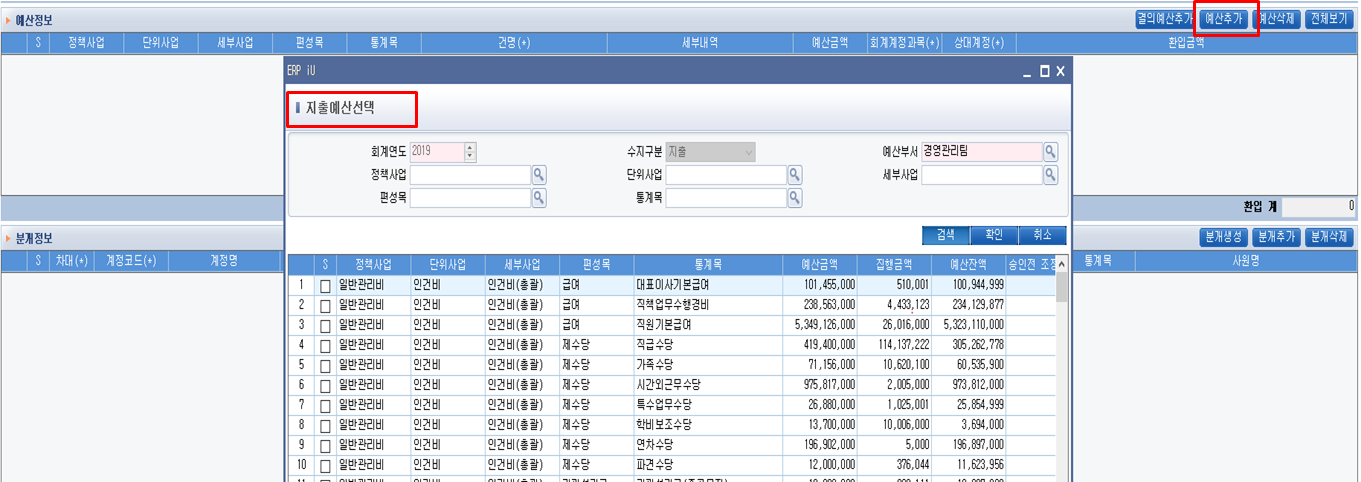 예산정보 결의예산추가 예산추가 예산삭제 전체보기
S 정책사업 단위사업 세부사업 편성목 통계목 건명(*) 세부내역 예산금액 회계계정과목(*) 상대계정(*) 환입금액
ERP iU
지출예산선택
회계연도 2019 수지구분 지출 예산부서 경영관리팀
정책사업 단위사업 세부사업
편성목 통계목
환입 계 0
검색 확인 취소
분개정보 분개생성 분개추가 분개삭제
S 차대(*) 계정코드(*) 계정명 통계목 사원명
S 정책사업 단위사업 세부사업 편성목 통계목 예산금액 집행금액 예산잔액 승인전 조정
1 일반관리비 인건비 인건비(총괄) 급여 대표이사기본급여 101,455,000 510,001 100,944,999
2 일반관리비 인건비 인건비(총괄) 급여 직책업무수행경비 238,563,000 4,433,123 234,129,877
3 일반관리비 인건비 인건비(총괄) 급여 직원기본급여 5,349,126,000 26,016,000 5,323,110,000
4 일반관리비 인건비 인건비(총괄) 제수당 직급수당 419,400,000 114,137,222 305,262,778
5 일반관리비 인건비 인건비(총괄) 제수당 가족수당 71,156,000 10,620,100 60,535,900
6 일반관리비 인건비 인건비(총괄) 제수당 시간외근무수당 975,817,000 2,005,000 973,812,000
7 일반관리비 인건비 인건비(총괄) 제수당 특수업무수당 26,880,000 1,025,001 25,854,999
8 일반관리비 인건비 인건비(총괄) 제수당 학비보조수당 13,700,000 10,006,000 3,694,000
9 일반관리비 인건비 인건비(총괄) 제수당 연차수당 196,902,000 5,000 196,897,000
10 일반관리비 인건비 인건비(총괄) 제수당 파견수당 12,000,000 376,044 11,623,956